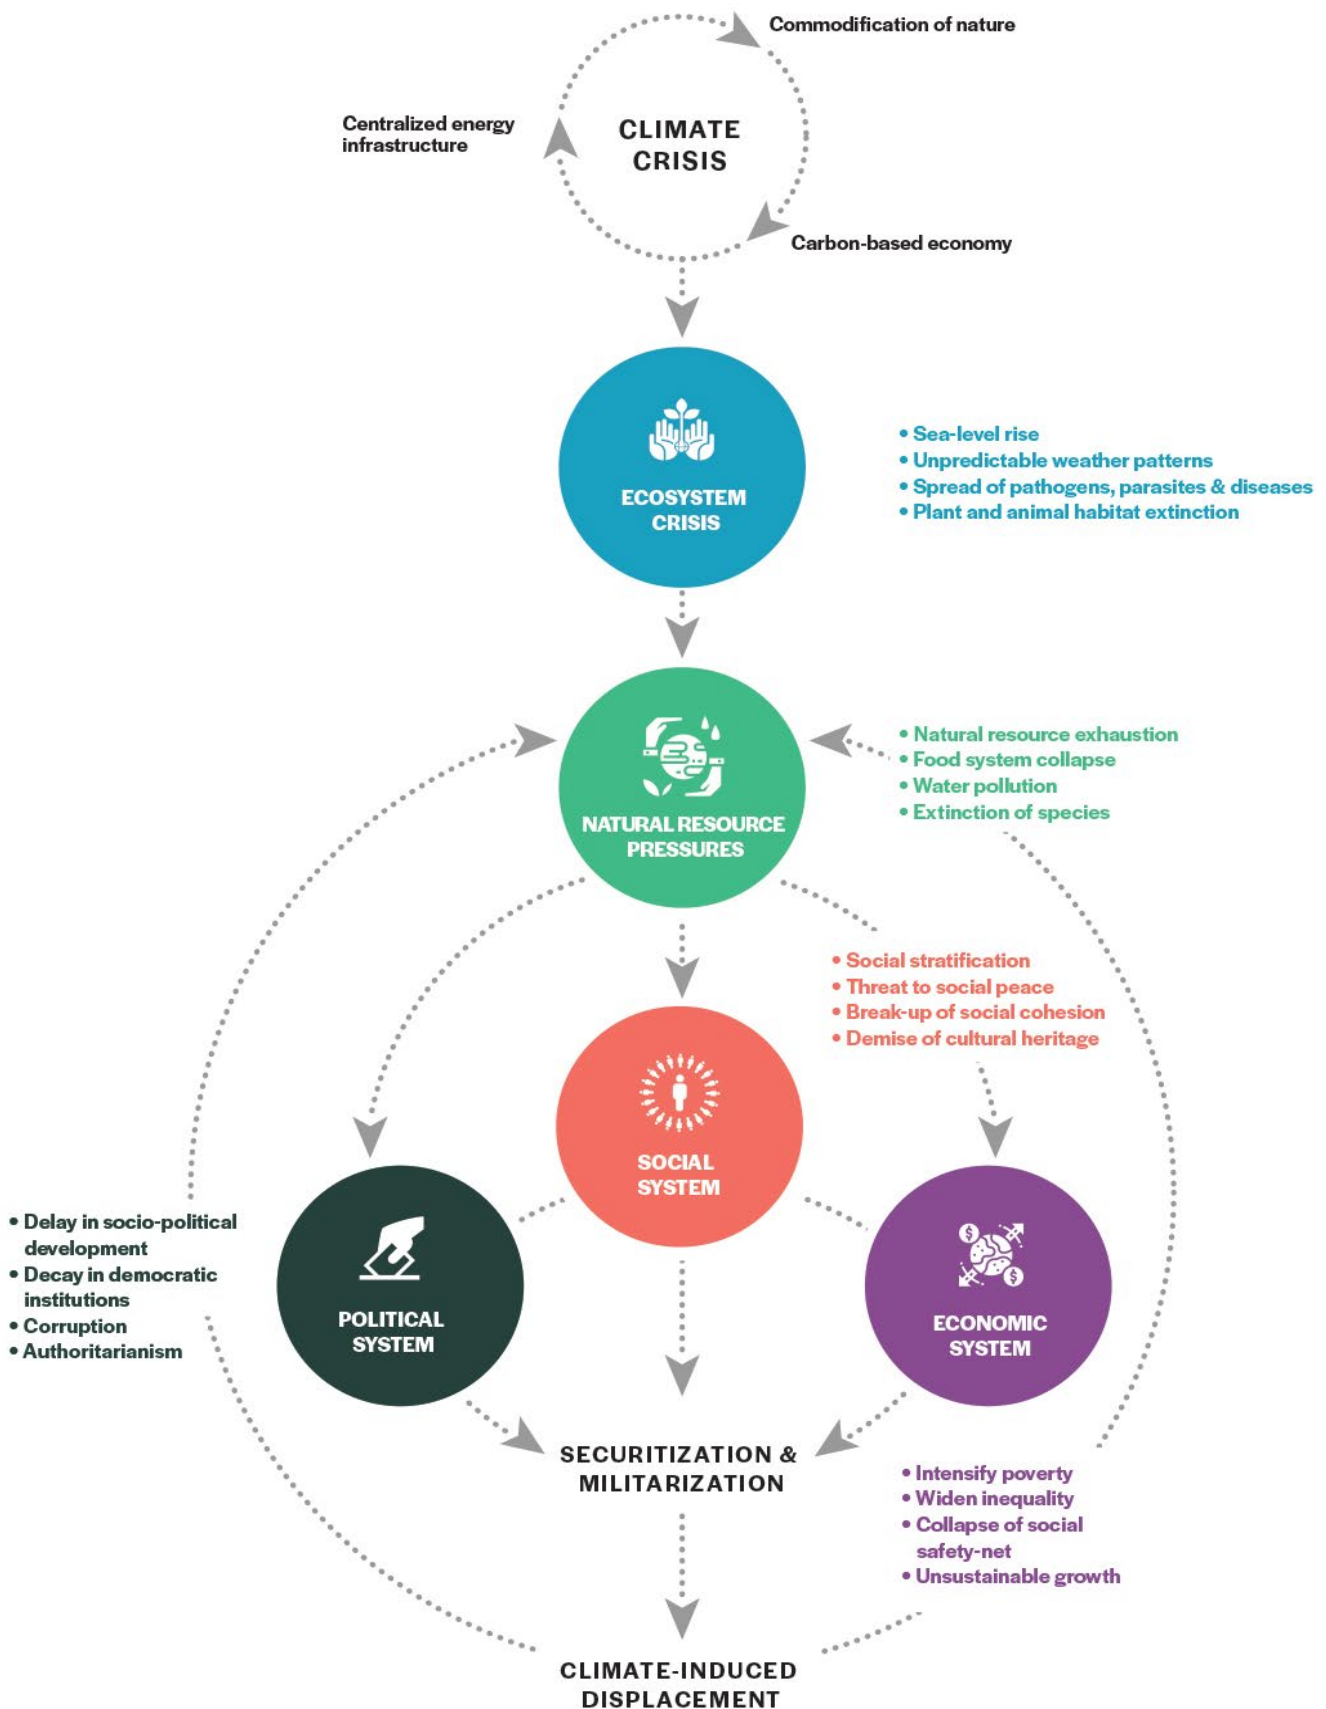 Commodification of nature
Centralized energy
infrastructure
CLIMATE
CRISIS
Carbon-based economy
ECOSYSTEM
CRISIS
• Sea-level rise
• Unpredictable weather patterns
• Spread of pathogens, parasites & diseases
• Plant and animal habitat extinction
NATURAL RESOURCE
PRESSURES
• Natural resource exhaustion
• Food system collapse
• Water pollution
• Extinction of species
• Social stratification
• Threat to social peace
• Break-up of social cohesion
• Demise of cultural heritage
SOCIAL
SYSTEM
• Delay in socio-political
development
• Decay in democratic
institutions
• Corruption
• Authoritarianism
POLITICAL
SYSTEM
$
$
ECONOMIC
SYSTEM
SECURITIZATION &
MILITARIZATION
• Intensify poverty
• Widen inequality
• Collapse of social
safety-net
• Unsustainable growth
CLIMATE-INDUCED
DISPLACEMENT